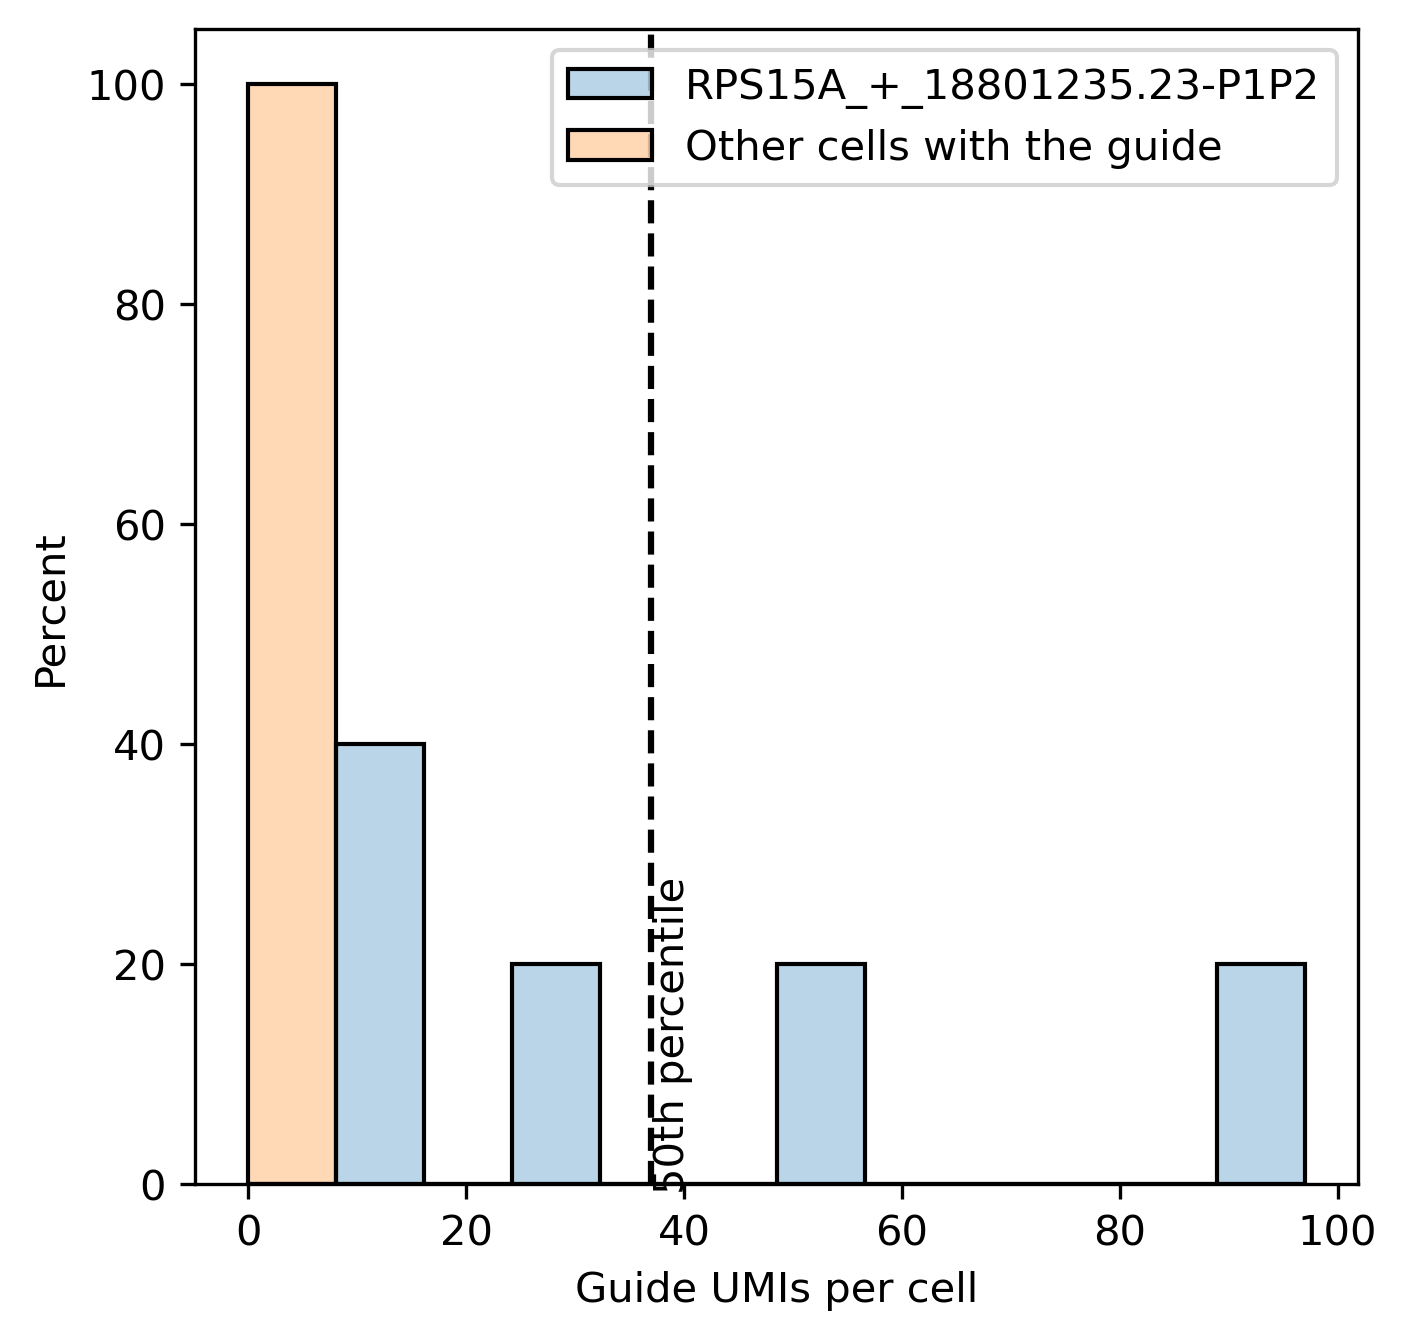 RPS15A_+_18801235.23-P1P2
Other cells with the guide
100
80
60
40
20
0
Percent
50th percentile
0 20 40 60 80 100
Guide UMIs per cell